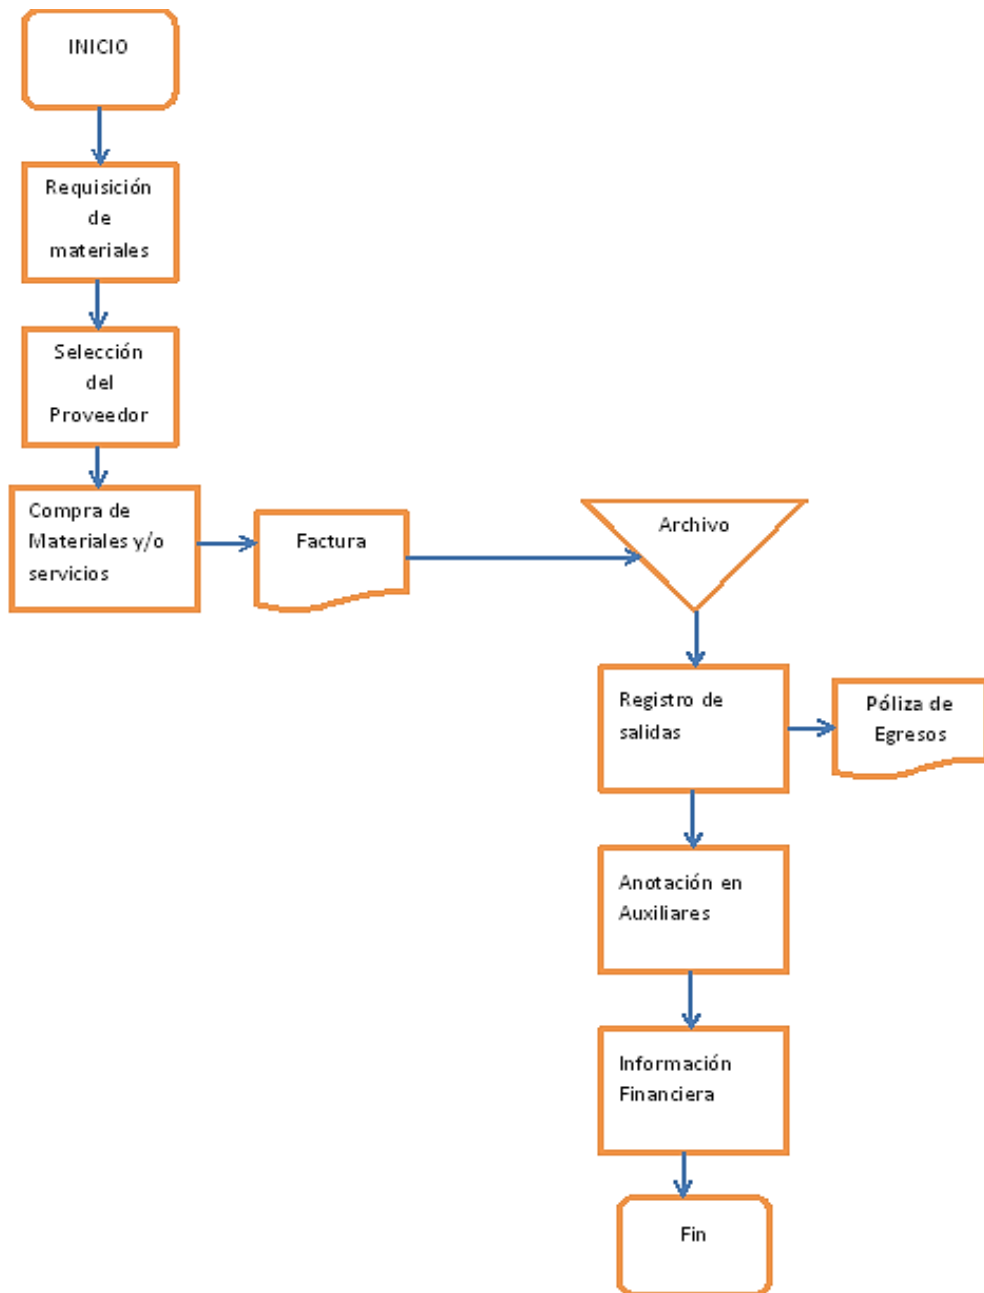 INICIO
Requisición
de
materiales
Selección
del
Proveedor
Compra de
Materiales y/o
servicios
Factura
Archivo
Registro de
salidas
Póliza de
Egresos
Anotación en
Auxiliares
Información
Financiera
Fin